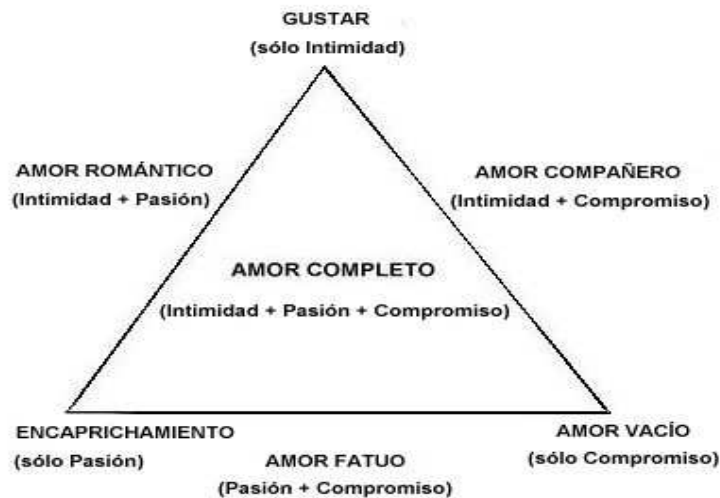 GUSTAR
(sólo Intimidad)
AMOR ROMÁNTICO
(Intimidad + Pasión)
AMOR COMPAÑERO
(Intimidad + Compromiso)
AMOR COMPLETO
(Intimidad + Pasión + Compromiso)
ENCAPRICHAMIENTO
(sólo Pasión)
AMOR FATUO
(Pasión + Compromiso)
AMOR VACÍO
(sólo Compromiso)